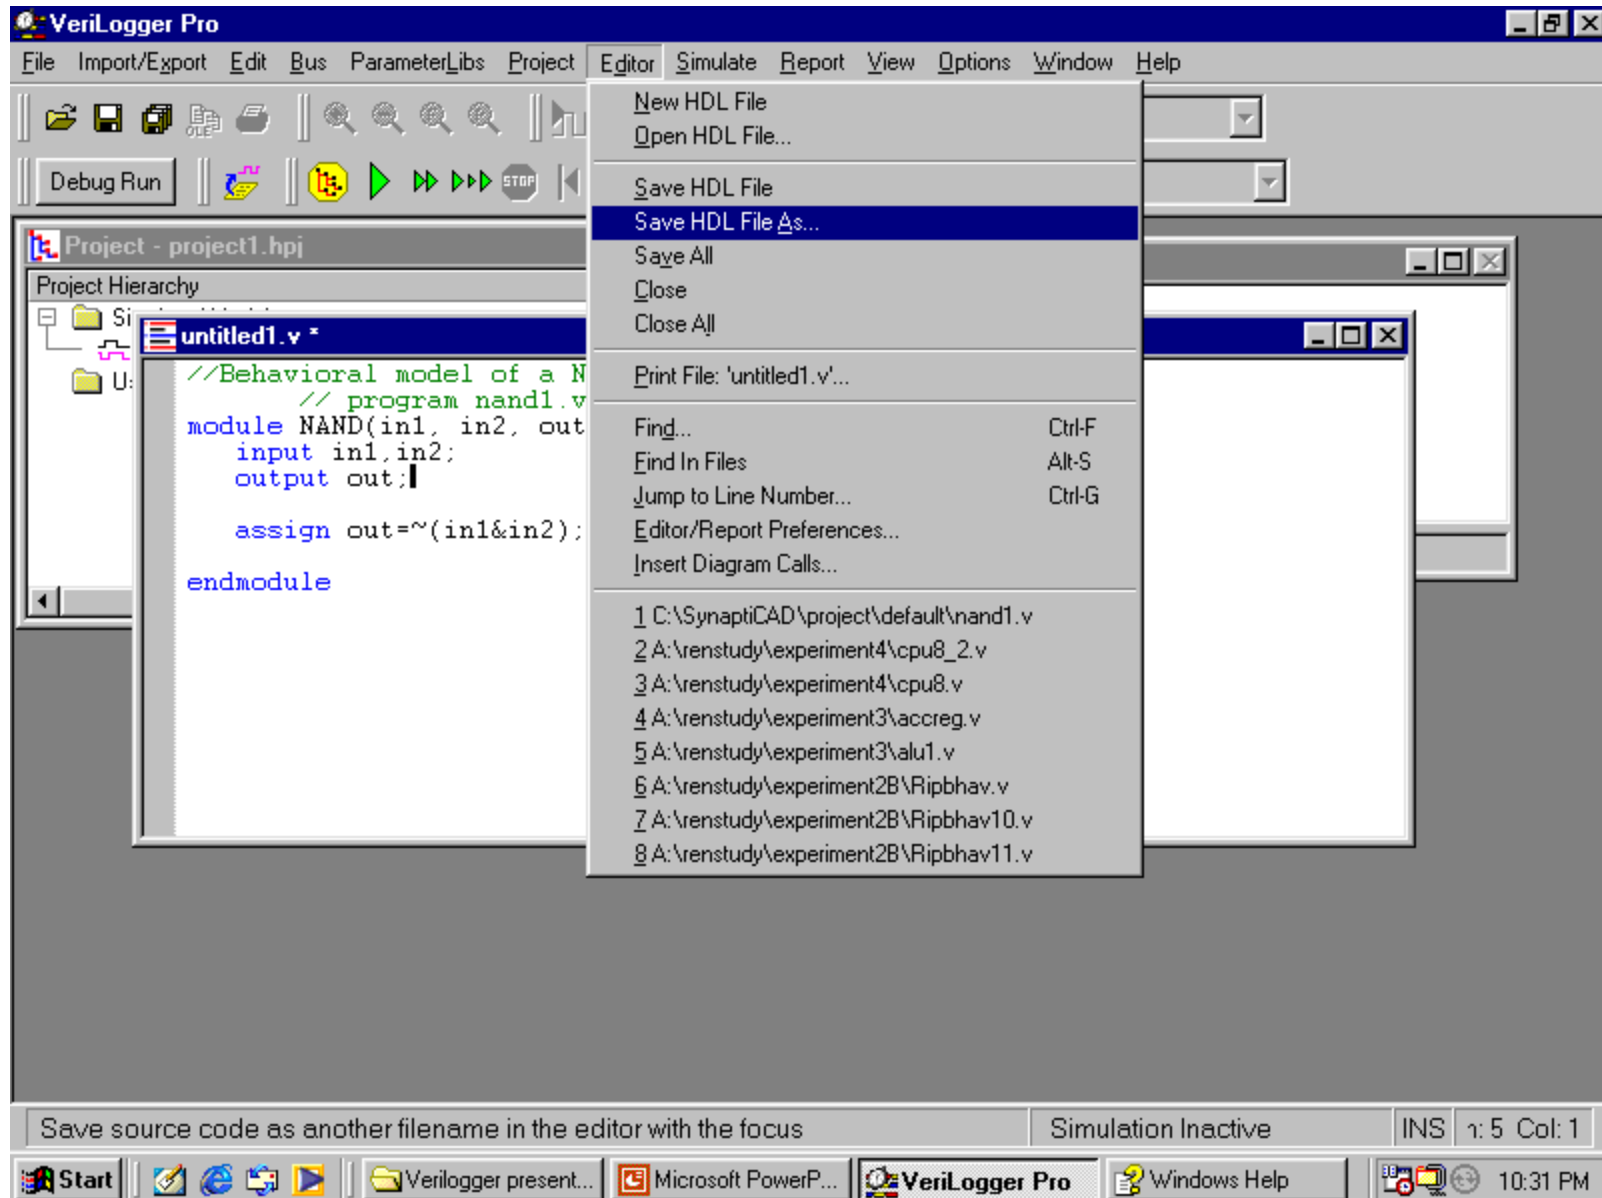 VeriLogger Pro
File Import/Export Edit Bus ParameterLibs Project Editor Simulate Report View Options Window Help
OLE
Debug Run
STOP
New HDL File
Open HDL File...
Save HDL File
Save HDL File As...
Save All
Close
Close All
Print File: 'untitled1.v'...
Find... Ctrl-F
Find In Files Alt-S
Jump to Line Number... Ctrl-G
Editor/Report Preferences...
Insert Diagram Calls...
1 C:\SynaptiCAD\project\default\nand1.v
2 A:\renstudy\experiment4\cpu8_2.v
3 A:\renstudy\experiment4\cpu8.v
4 A:\renstudy\experiment3\accreg.v
5 A:\renstudy\experiment3\alu1.v
6 A:\renstudy\experiment2B\Ripbhav.v
7 A:\renstudy\experiment2B\Ripbhav10.v
8 A:\renstudy\experiment2B\Ripbhav11.v
Project - project1.hpj
Project Hierarchy
Si
U
untitled1.v *
//Behavioral model of a N
// program nand1.v
module NAND(in1, in2, out
input in1,in2;
output out;
assign out=~(in1&in2);
endmodule
Save source code as another filename in the editor with the focus
Simulation Inactive
INS
: 5 Col: 1
Start
Verilogger present...
Microsoft PowerP...
VeriLogger Pro
Windows Help
10:31 PM